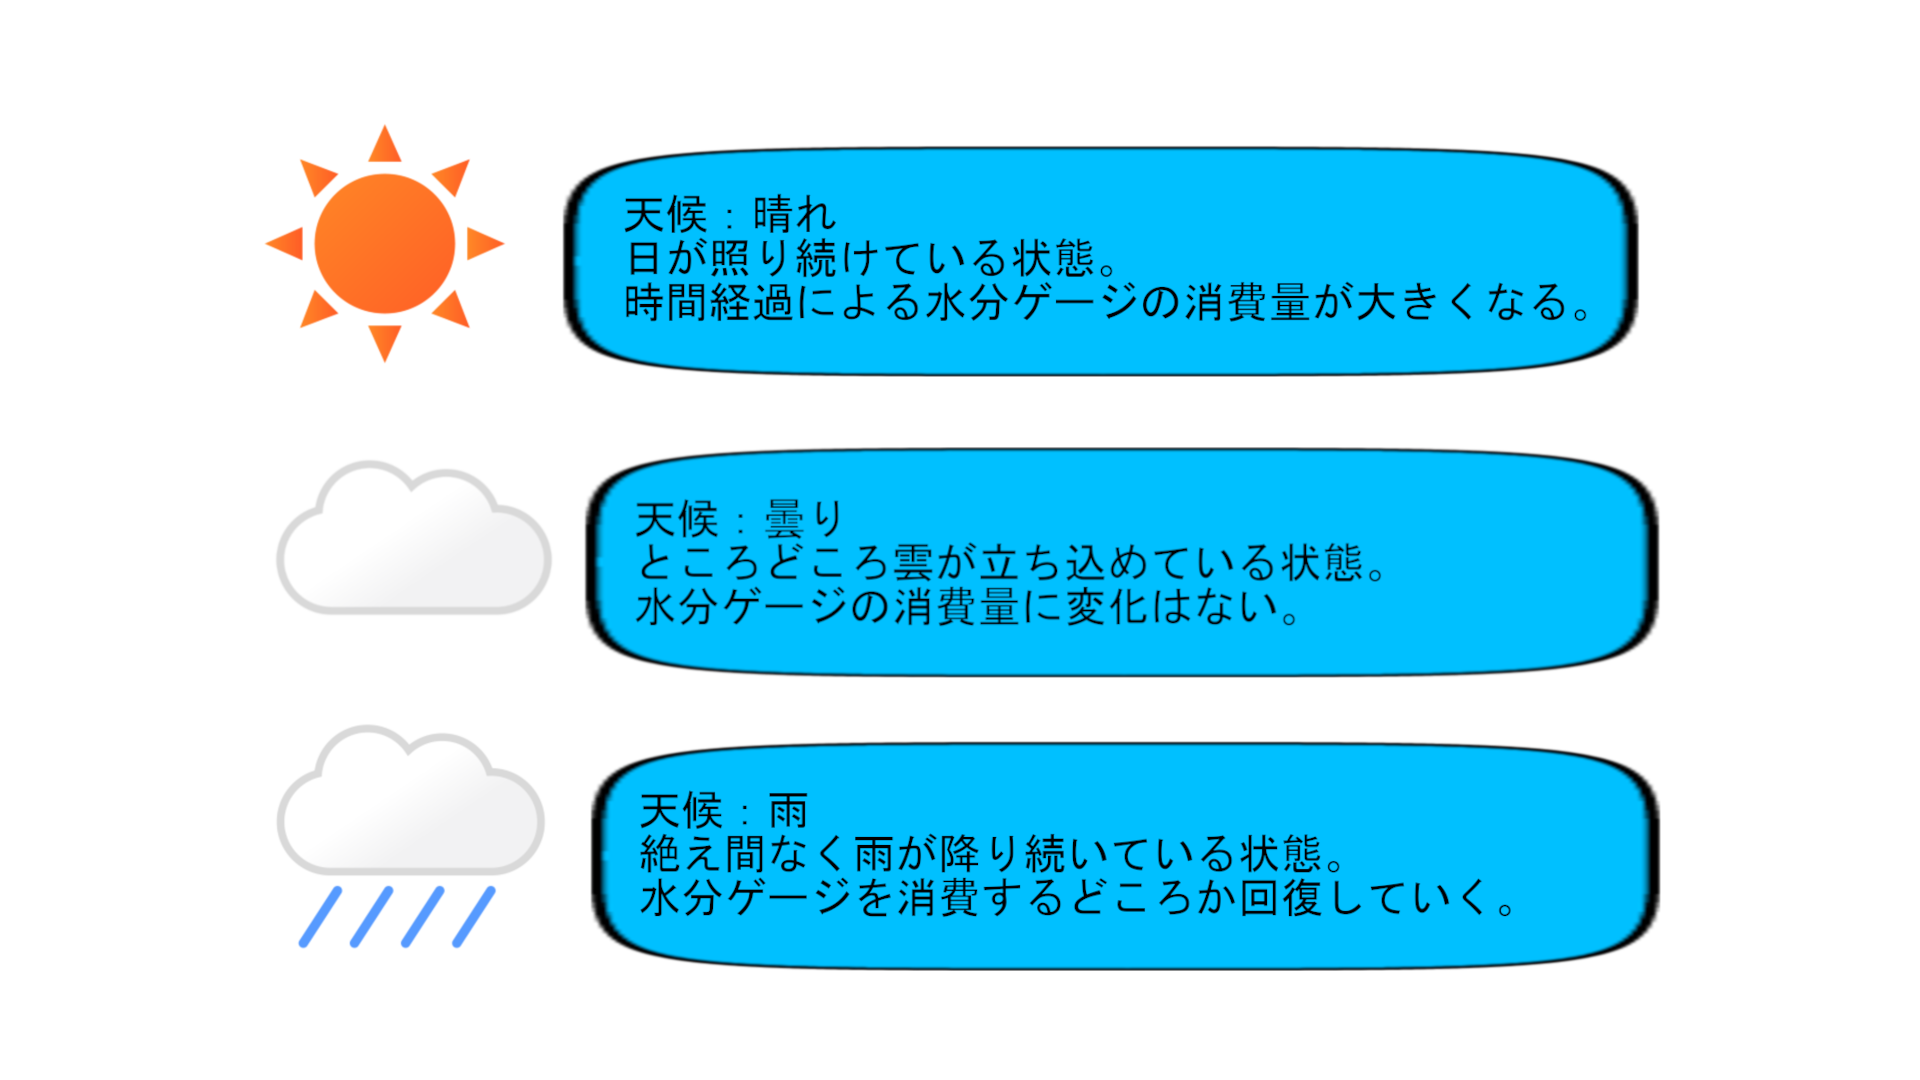 天候：晴れ
日が照り続けている状態。
時間経過による水分ゲージの消費量が大きくなる。
天候：曇り
ところどころ雲が立ち込めている状態。
水分ゲージの消費量に変化はない。
天候：雨
絶え間なく雨が降り続いている状態。
水分ゲージを消費するどころか回復していく。